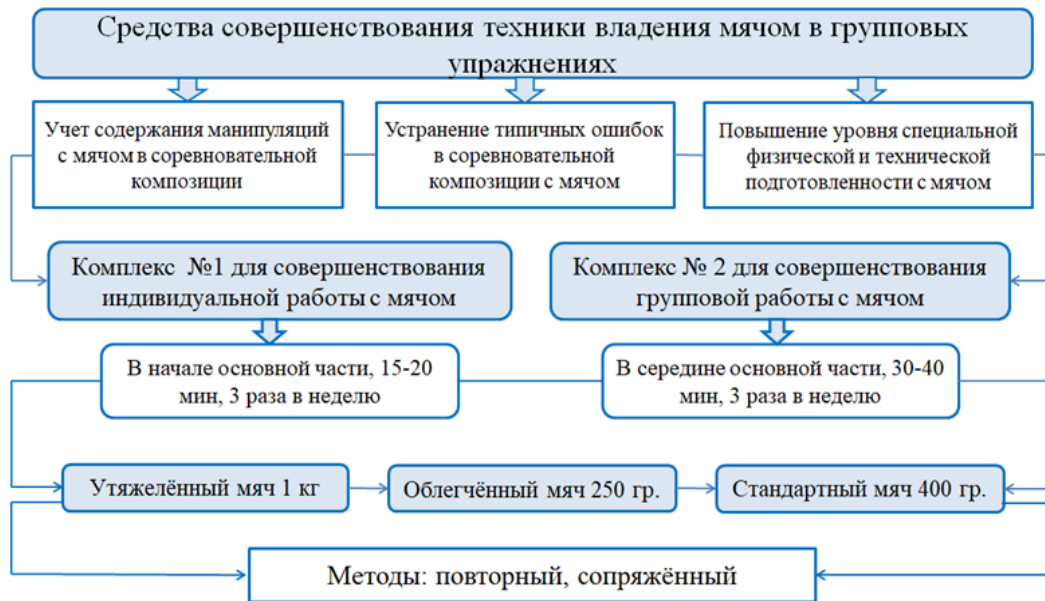 Средства совершенствования техники владения мячом в групповых
упражнениях
Учет содержания манипуляций
с мячом в соревновательной
композиции
Устранение типичных ошибок
в соревновательной
композиции с мячом
Повышение уровня специальной
физической и технической
подготовленности с мячом
Комплекс №1 для совершенствования
индивидуальной работы с мячом
Комплекс № 2 для совершенствования
групповой работы с мячом
В начале основной части, 15-20
мин, 3 раза в неделю
В середине основной части, 30-40
мин, 3 раза в неделю
Утяжелённый мяч 1 кг
Облегчённый мяч 250 гр.
Стандартный мяч 400 гр.
Методы: повторный, сопряжённый